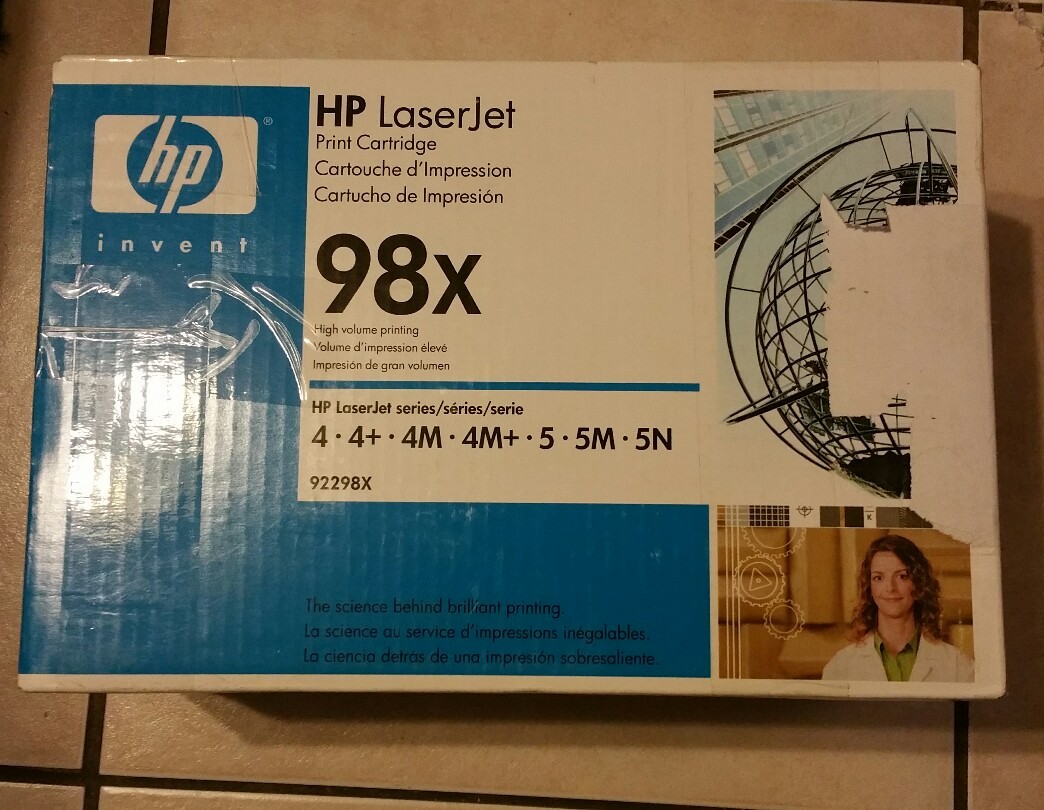 hp®
invent
HP LaserJet
Print Cartridge
Cartouche d'Impression
Cartucho de Impresión
98X
High volume printing
Volume d'impression élevé
Impresión de gran volumen
HP LaserJet series/séries/serie
4 · 4+ · 4M · 4M+ · 5 · 5M · 5N
92298X
The science behind brilliant printing.
La science au service d'impressions inégalables.
La ciencia detrás de una impresión sobresaliente.
K